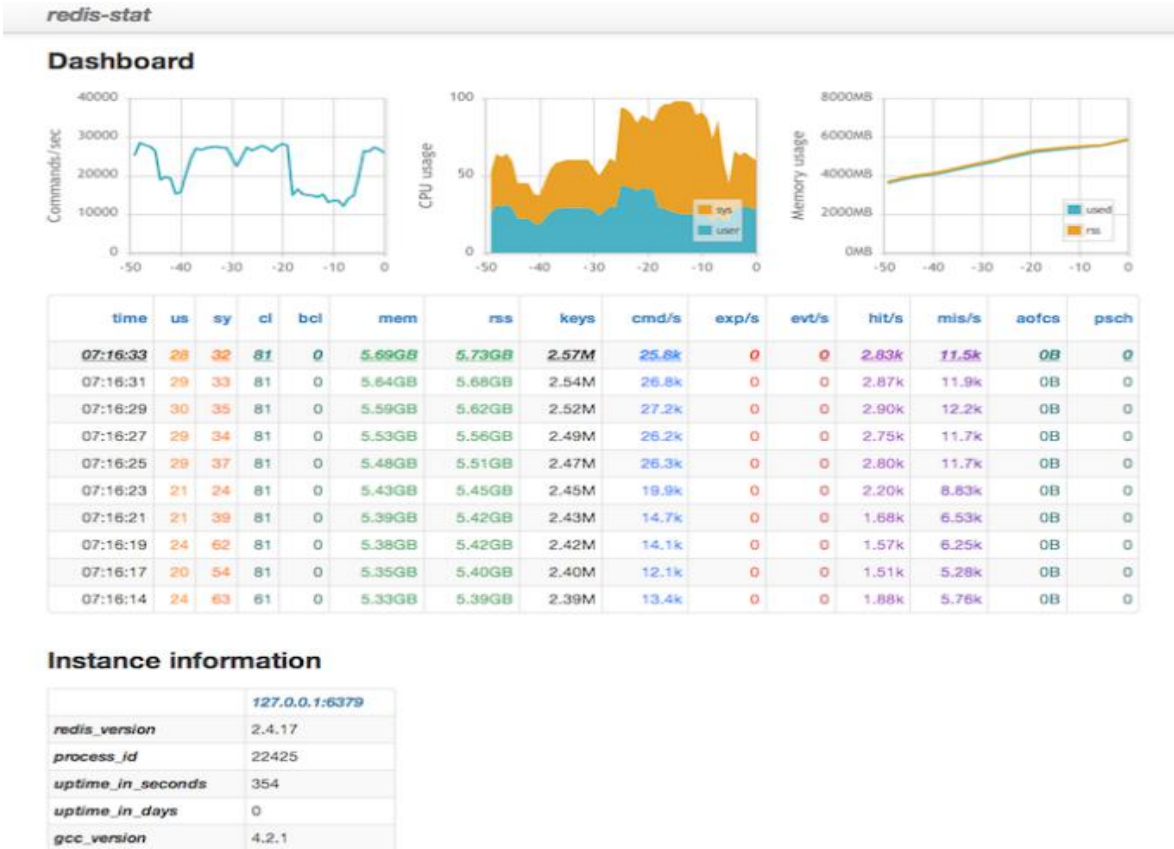 redis-stat
Dashboard
Commands/sec
40000
30000
20000
10000
0
-50 -40 -30 -20 -10 0
CPU usage
100
50
0
sys
user
-50 -40 -30 -20 -10 0
Memory usage
8000MB
6000MB
4000MB
2000MB
0MB
used
rss
-50 -40 -30 -20 -10 0
time us sy cl bcl mem rss keys cmd/s exp/s evt/s hit/s mis/s aofcs psch
07:16:33 28 32 81 0 5.69GB 5.73GB 2.57M 25.8k 0 0 2.83k 11.5k 0B 0
07:16:31 29 33 81 0 5.64GB 5.68GB 2.54M 26.8k 0 0 2.87k 11.9k 0B 0
07:16:29 30 35 81 0 5.59GB 5.62GB 2.52M 27.2k 0 0 2.90k 12.2k 0B 0
07:16:27 29 34 81 0 5.53GB 5.56GB 2.49M 26.2k 0 0 2.75k 11.7k 0B 0
07:16:25 29 37 81 0 5.48GB 5.51GB 2.47M 26.3k 0 0 2.80k 11.7k 0B 0
07:16:23 21 24 81 0 5.43GB 5.45GB 2.45M 19.9k 0 0 2.20k 8.83k 0B 0
07:16:21 21 39 81 0 5.39GB 5.42GB 2.43M 14.7k 0 0 1.68k 6.53k 0B 0
07:16:19 24 62 81 0 5.38GB 5.42GB 2.42M 14.1k 0 0 1.57k 6.25k 0B 0
07:16:17 20 54 81 0 5.35GB 5.40GB 2.40M 12.1k 0 0 1.51k 5.28k 0B 0
07:16:14 24 63 61 0 5.33GB 5.39GB 2.39M 13.4k 0 0 1.88k 5.76k 0B 0
Instance information
127.0.0.1:6379
redis_version 2.4.17
process_id 22425
uptime_in_seconds 354
uptime_in_days 0
gcc_version 4.2.1